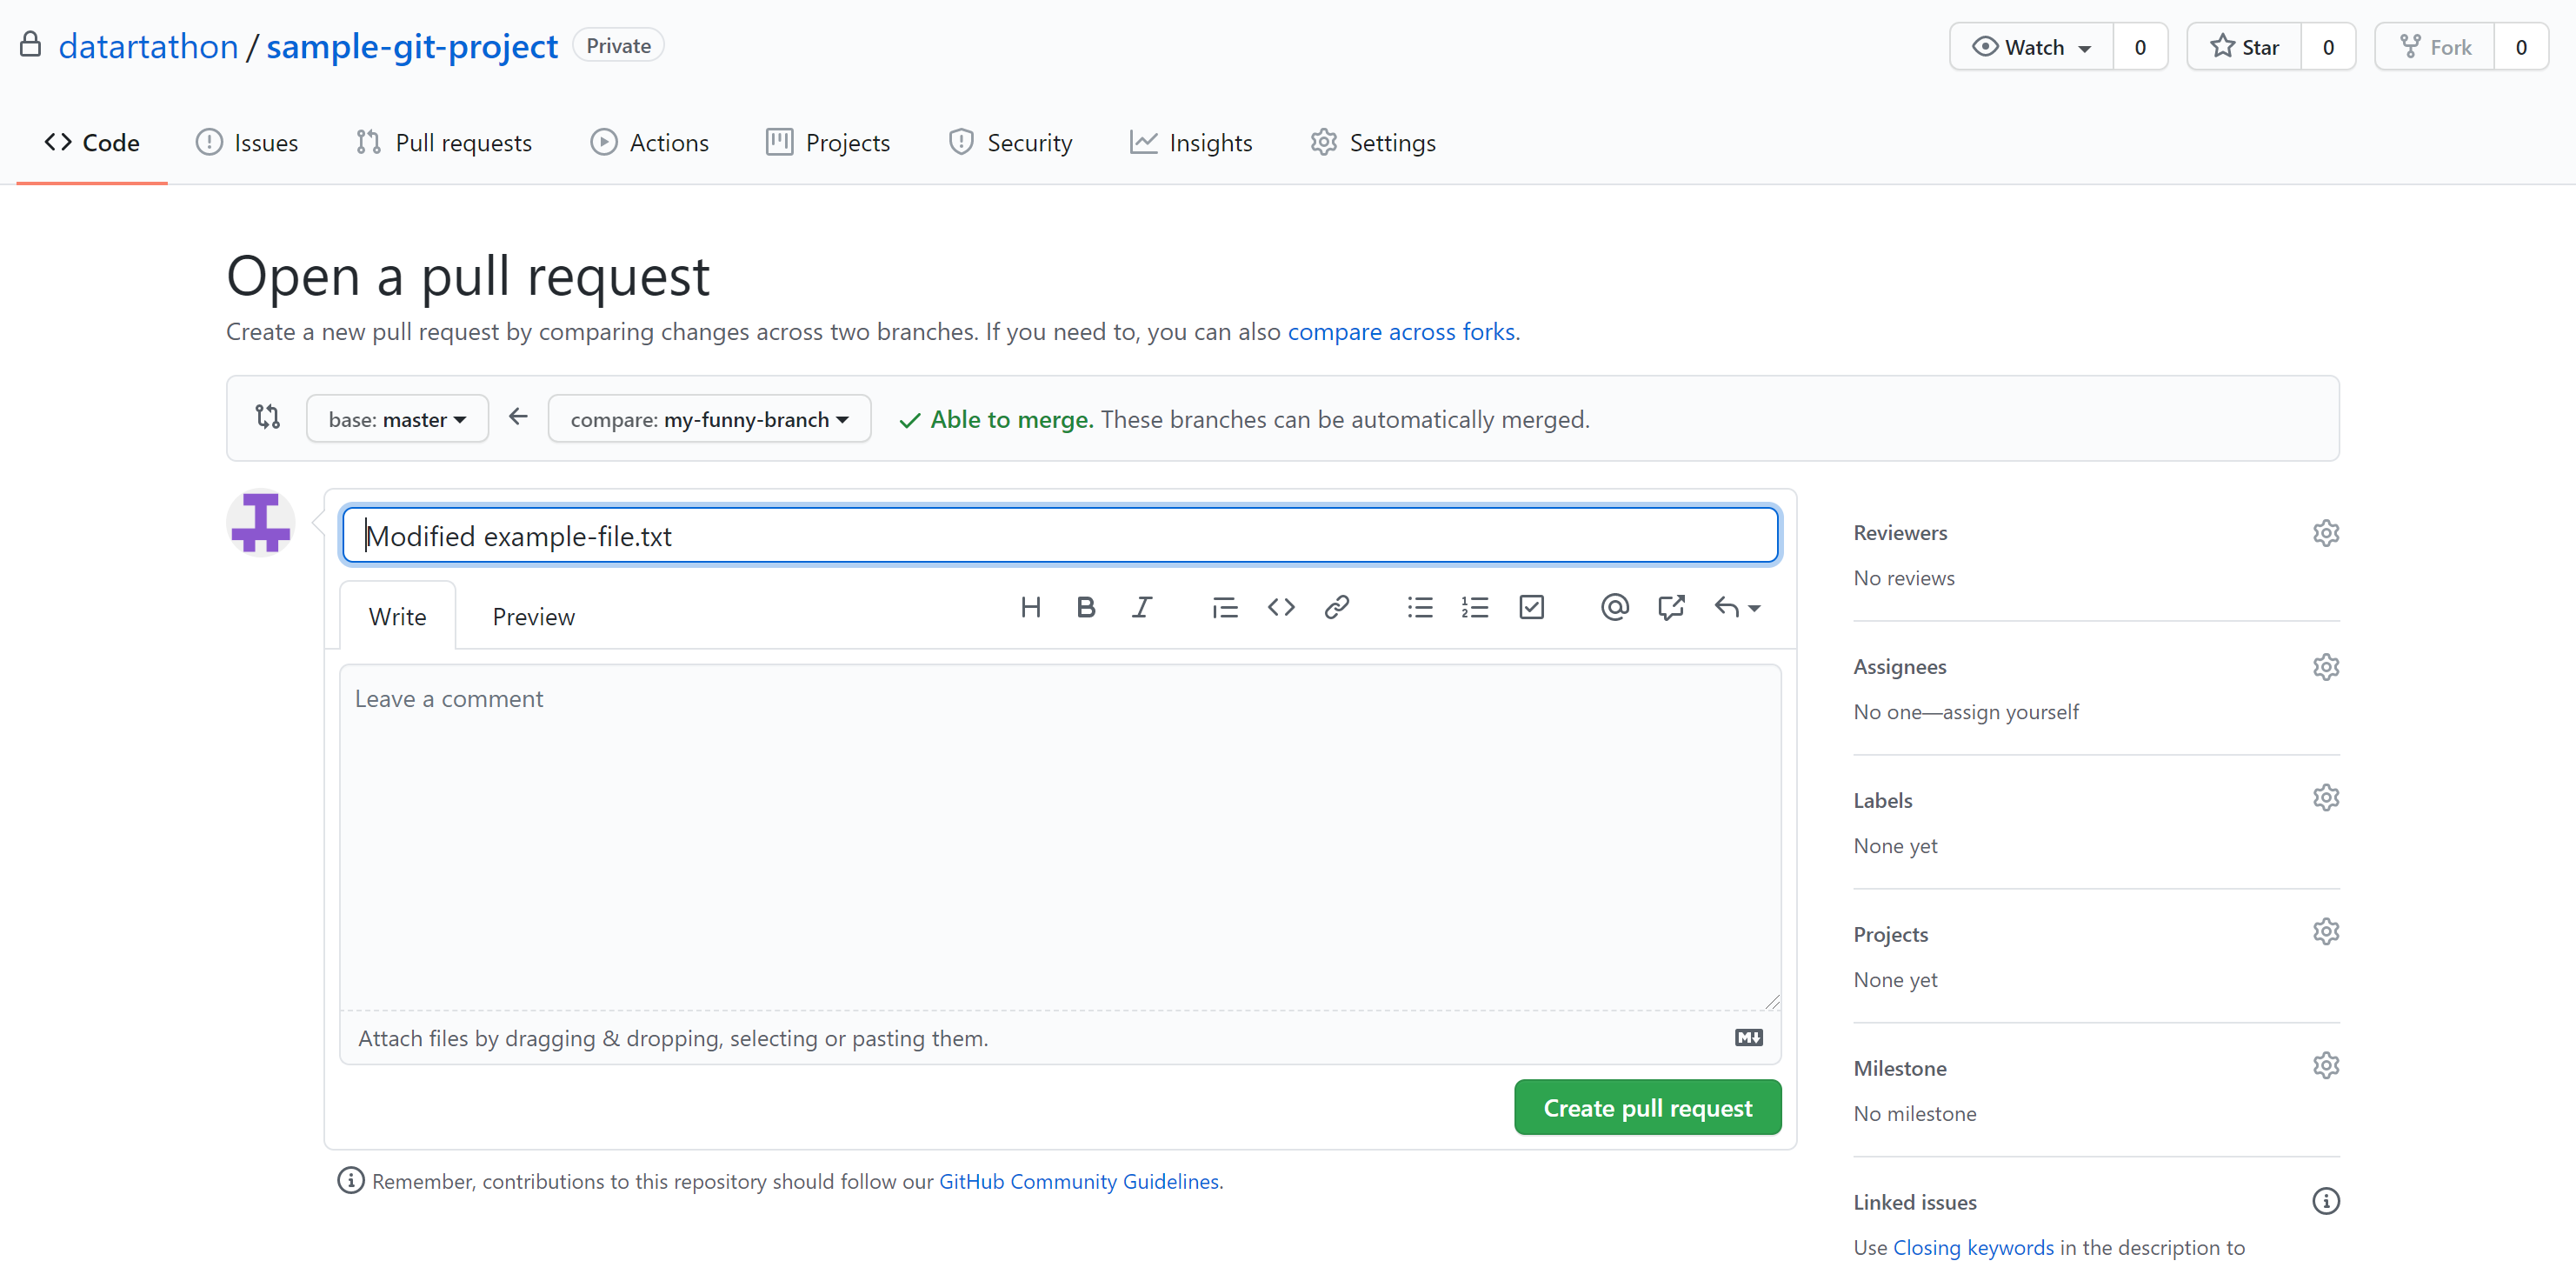 datartathon / sample-git-project Private Watch 0 Star 0 Fork 0
Code Issues Pull requests Actions Projects Security Insights Settings
Open a pull request
Create a new pull request by comparing changes across two branches. If you need to, you can also compare across forks.
base: master compare: my-funny-branch Able to merge. These branches can be automatically merged.
Modified example-file.txt
Write Preview
Leave a comment
Attach files by dragging & dropping, selecting or pasting them.
Create pull request
Remember, contributions to this repository should follow our GitHub Community Guidelines.
Reviewers
No reviews
Assignees
No one—assign yourself
Labels
None yet
Projects
None yet
Milestone
No milestone
Linked issues
Use Closing keywords in the description to